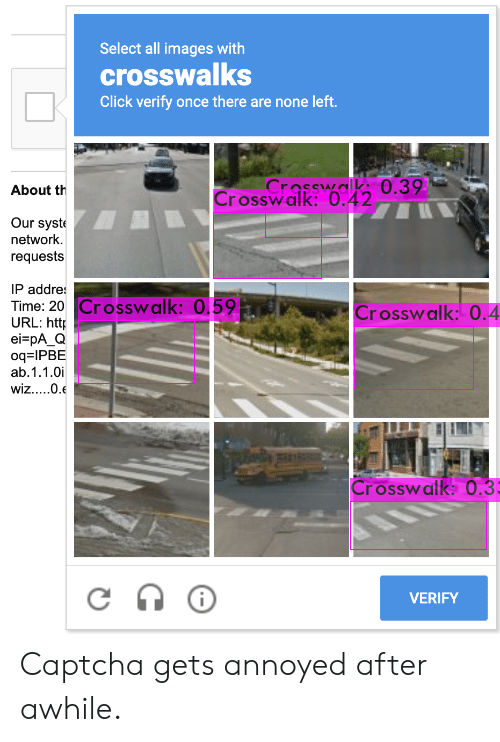 Select all images with
crosswalks
Click verify once there are none left.
About th
Crosswalk: 0.39
Crosswalk: 0.42
Our syste
network.
requests
IP addres
Time: 20
Crosswalk: 0.59
Crosswalk: 0.4
URL: http
ei=pA_Q
oq=IPBE
ab.1.1.0i
wiz.....0.e
Crosswalk: 0.3
VERIFY
Captcha gets annoyed after
awhile.